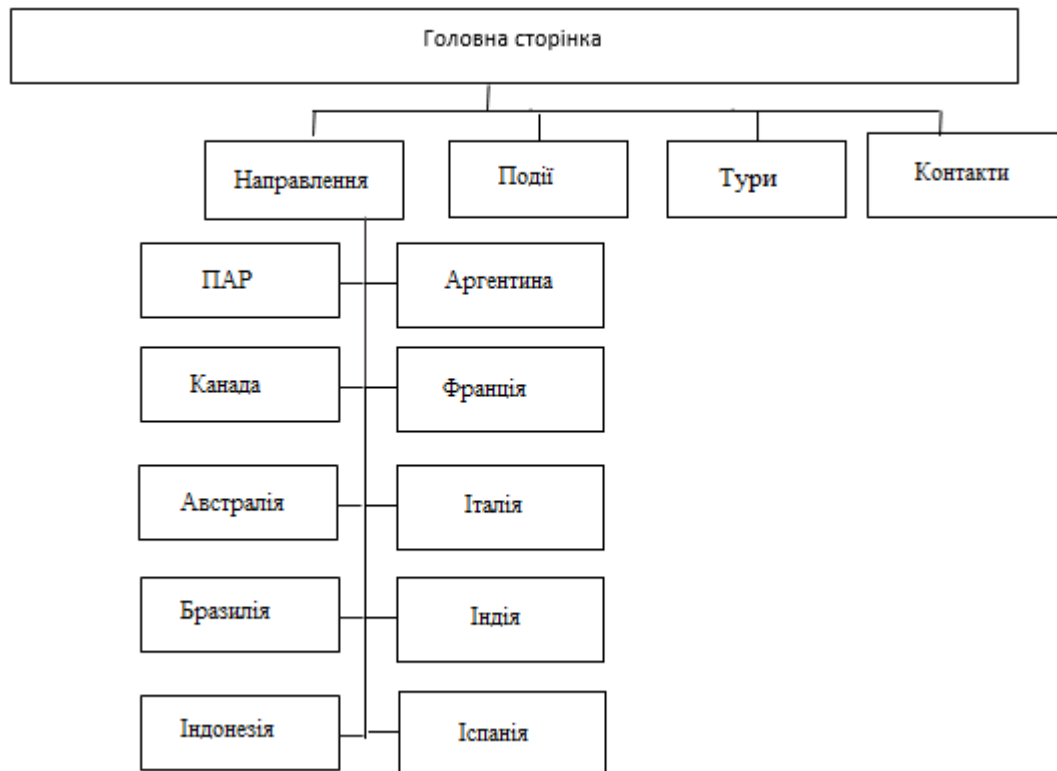 Головна сторінка
Направлення
Події
Тури
Контакти
ПАР
Аргентина
Канада
Франція
Австралія
Італія
Бразилія
Індія
Індонезія
Іспанія